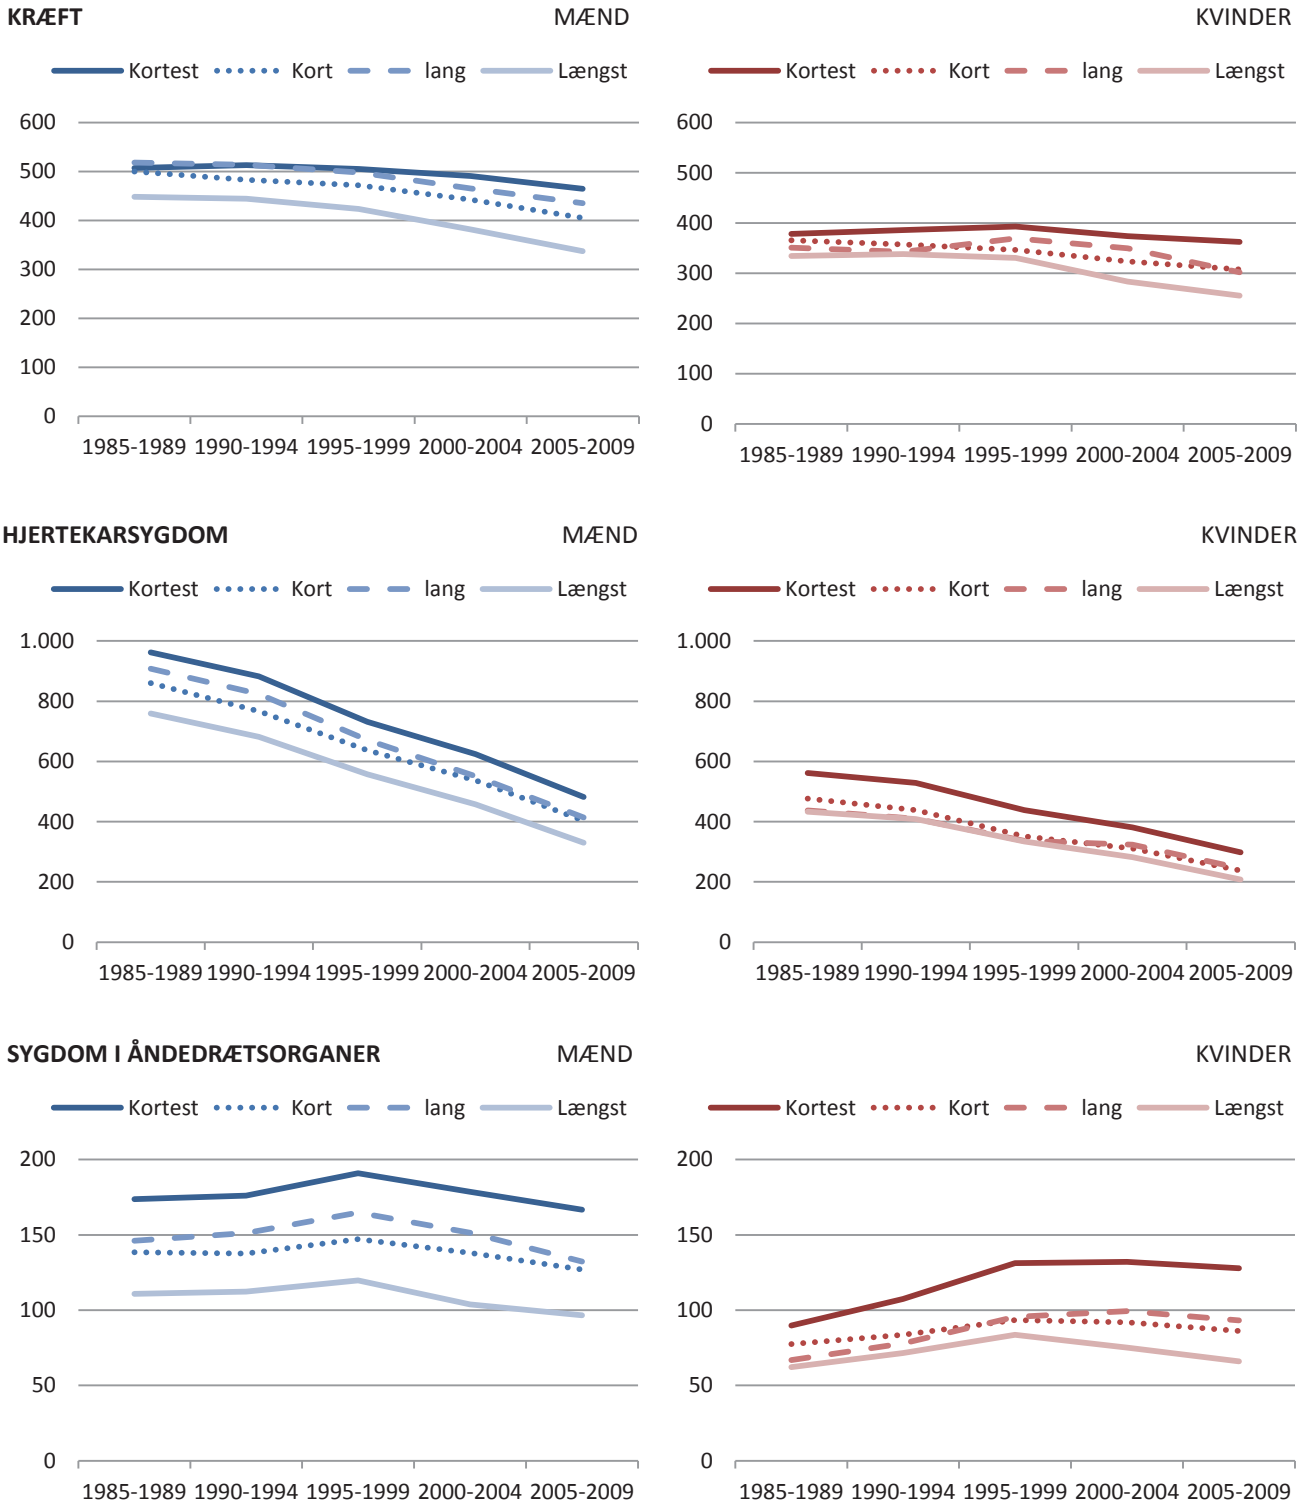 KRÆFT MÆND KVINDER
Kortest Kort lang Længst
Kortest Kort lang Længst
600
500
400
300
200
100
0
1985-1989 1990-1994 1995-1999 2000-2004 2005-2009
600
500
400
300
200
100
0
1985-1989 1990-1994 1995-1999 2000-2004 2005-2009
HJERTEKARSYGDOM MÆND KVINDER
Kortest Kort lang Længst
Kortest Kort lang Længst
1.000
800
600
400
200
0
1985-1989 1990-1994 1995-1999 2000-2004 2005-2009
1.000
800
600
400
200
0
1985-1989 1990-1994 1995-1999 2000-2004 2005-2009
SYGDOM I ÅNDEDRÆTSORGANER MÆND KVINDER
Kortest Kort lang Længst
Kortest Kort lang Længst
200
150
100
50
0
1985-1989 1990-1994 1995-1999 2000-2004 2005-2009
200
150
100
50
0
1985-1989 1990-1994 1995-1999 2000-2004 2005-2009